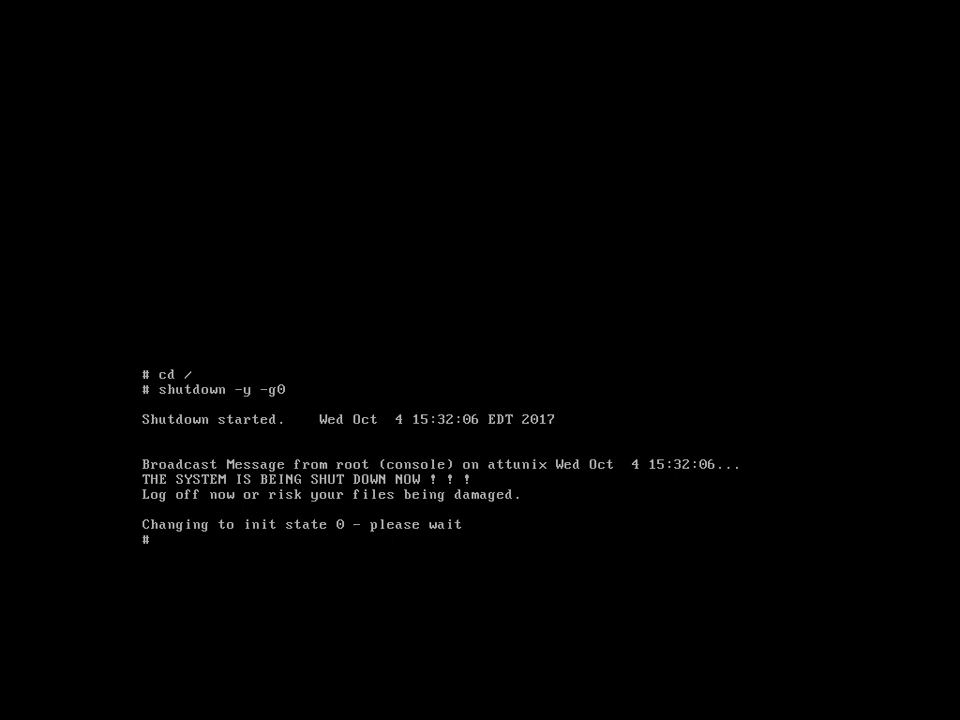 # cd /
# shutdown -y -g0
Shutdown started.    Wed Oct  4 15:32:06 EDT 2017
Broadcast Message from root (console) on attunix Wed Oct  4 15:32:06...
THE SYSTEM IS BEING SHUT DOWN NOW ! ! !
Log off now or risk your files being damaged.
Changing to init state 0 - please wait
#